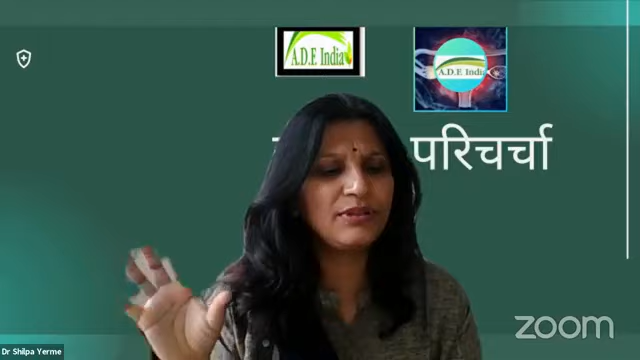 A.D.E India
A.D.E India
परिचर्चा
zoom
Dr Shilpa Yerme